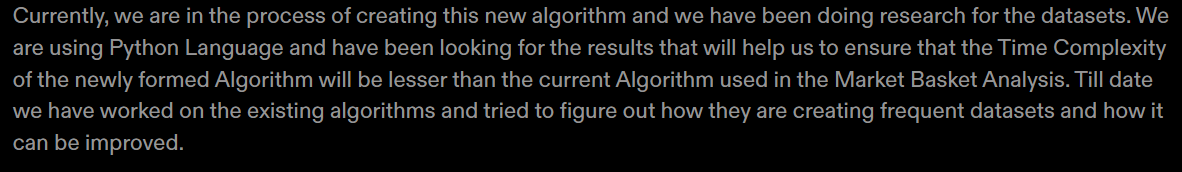 Currently, we are in the process of creating this new algorithm and we have been doing research for the datasets. We
are using Python Language and have been looking for the results that will help us to ensure that the Time Complexity
of the newly formed Algorithm will be lesser than the current Algorithm used in the Market Basket Analysis. Till date
we have worked on the existing algorithms and tried to figure out how they are creating frequent datasets and how it
can be improved.